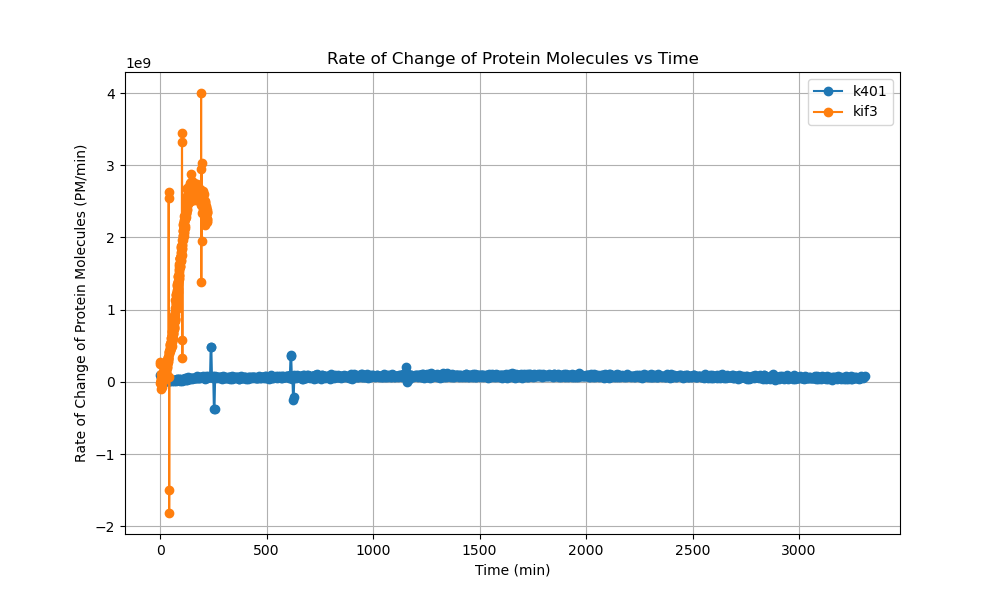 Rate of Change of Protein Molecules vs Time
1e9
4
3
2
1
0
−1
−2
Rate of Change of Protein Molecules (PM/min)
k401
kif3
0 500 1000 1500 2000 2500 3000
Time (min)